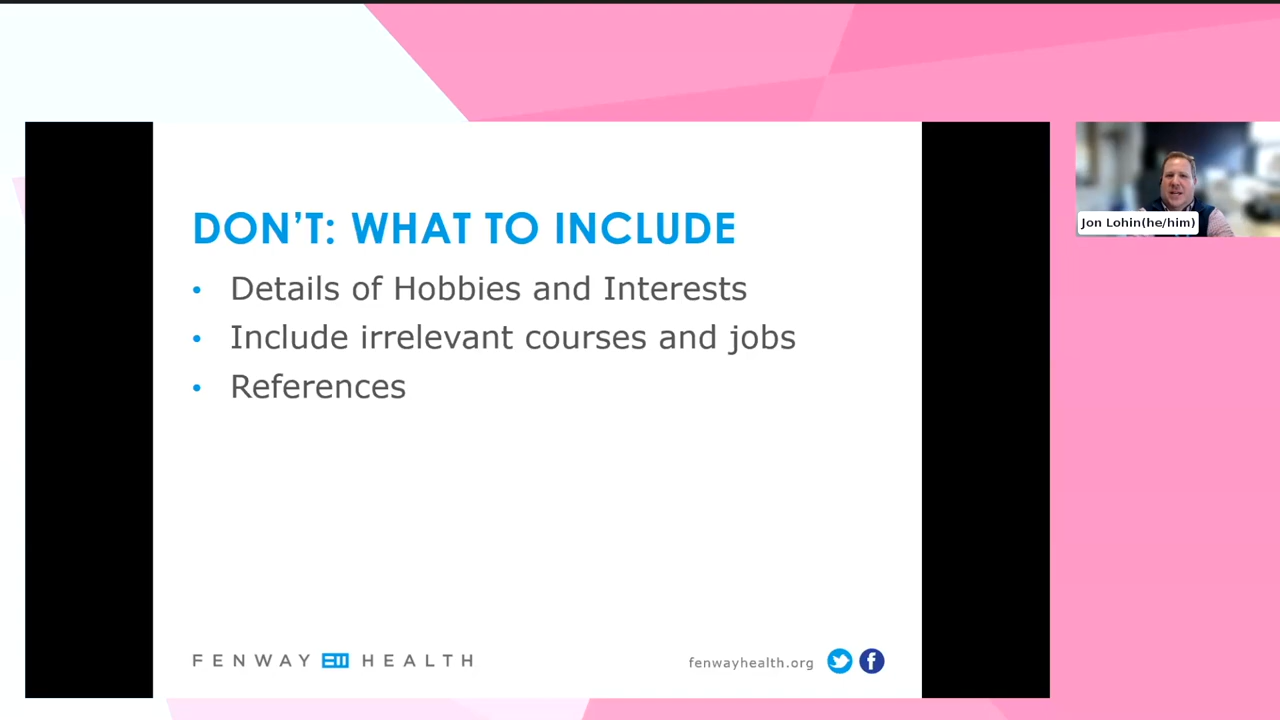 DON'T: WHAT TO INCLUDE
• Details of Hobbies and Interests
• Include irrelevant courses and jobs
• References
Jon Lohin(he/him)
FENWAY HEALTH
fenwayhealth.org